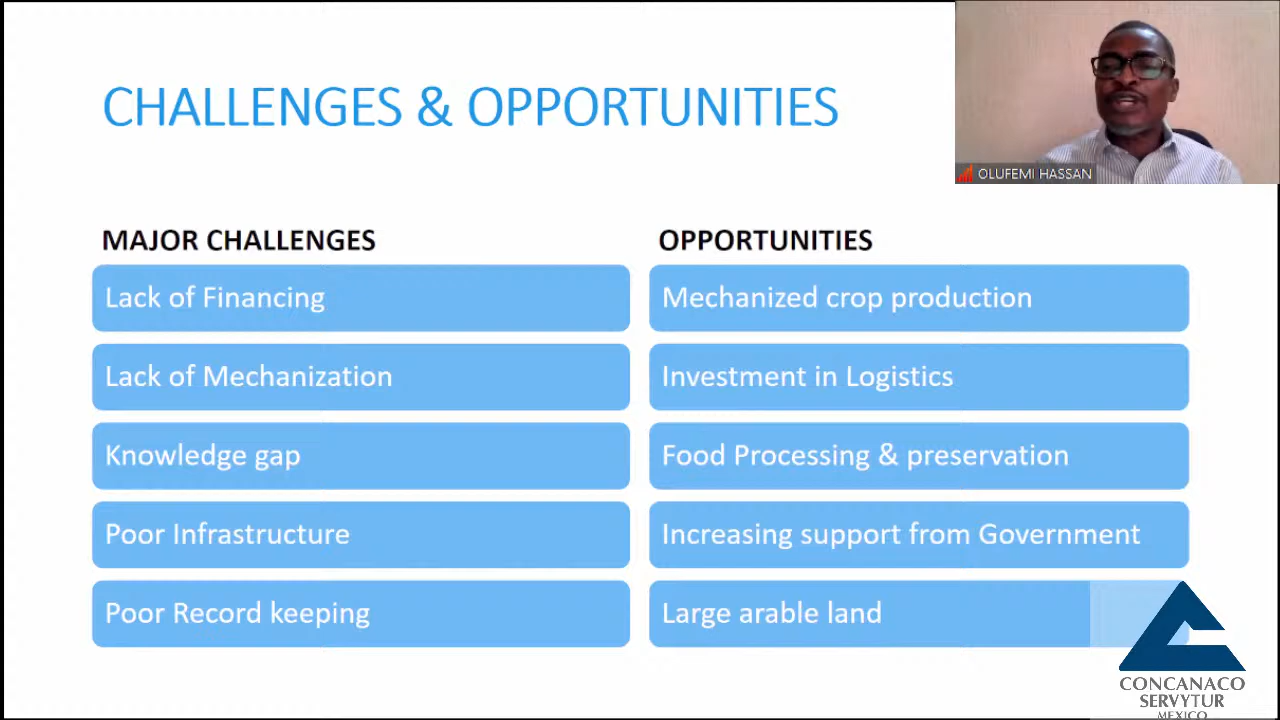 CHALLENGES & OPPORTUNITIES
OLUFEMI HASSAN
MAJOR CHALLENGES
Lack of Financing
Lack of Mechanization
Knowledge gap
Poor Infrastructure
Poor Record keeping
OPPORTUNITIES
Mechanized crop production
Investment in Logistics
Food Processing & preservation
Increasing support from Government
Large arable land
CONCANACO
SERVYTUR
MEXICO